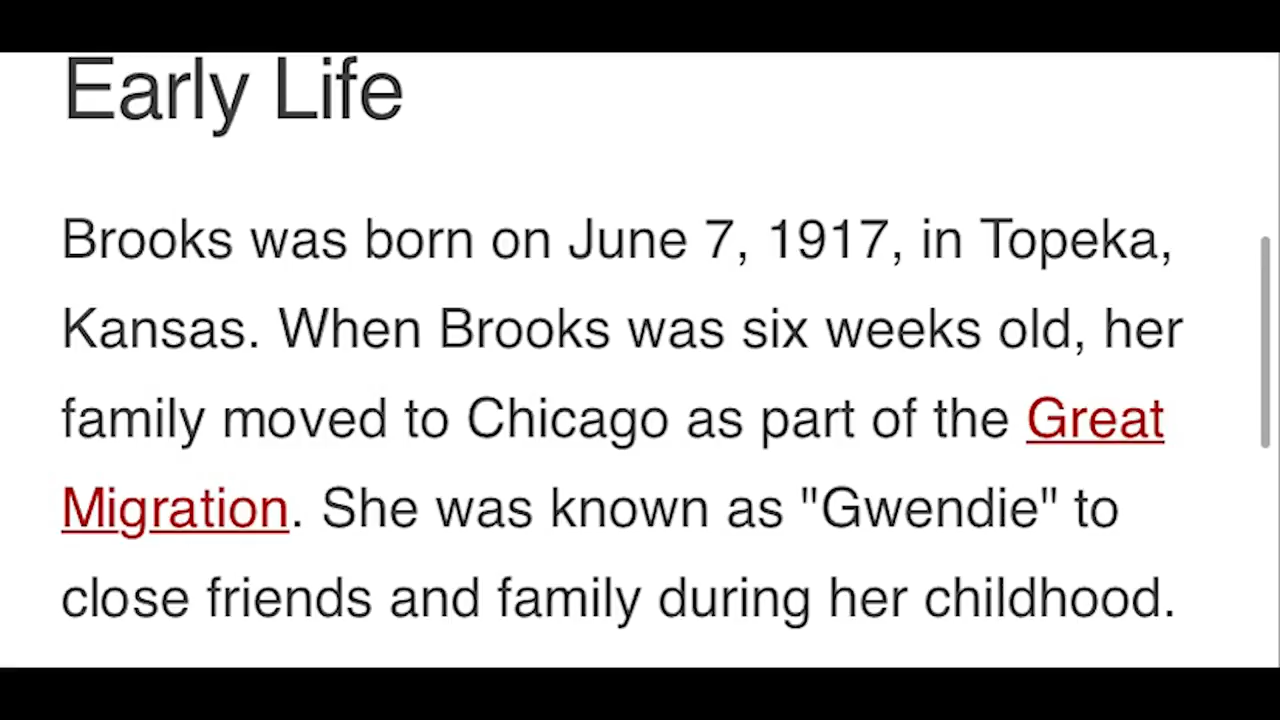 Early Life
Brooks was born on June 7, 1917, in Topeka,
Kansas. When Brooks was six weeks old, her
family moved to Chicago as part of the Great
Migration. She was known as "Gwendie" to
close friends and family during her childhood.